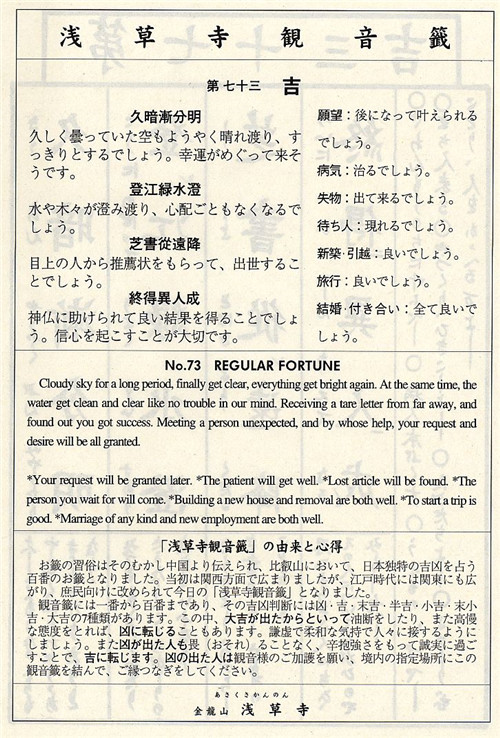 浅草寺観音籤
第七十三 吉
久暗漸分明
久しく曇っていた空もようやく晴れ渡り、す
っきりとするでしょう。幸運がめぐって来そ
うです。
登江緑水澄
水や木々が澄み渡り、心配ごともなくなるで
しょう。
芝書從遠降
目上の人から推薦状をもらって、出世するこ
とでしょう。
終得異人成
神仏に助けられて良い結果を得ることでしょ
う。信心を起こすことが大切です。
願望:後になって叶えられる
でしょう。
病気:治るでしょう。
失物:出て来るでしょう。
待ち人:現れるでしょう。
新築・引越:良いでしょう。
旅行:良いでしょう。
結婚・付き合い:全て良いで
しょう。
No.73 REGULAR FORTUNE
Cloudy sky for a long period, finally get clear, everything get bright again. At the same time, the
water get clean and clear like no trouble in our mind. Receiving a tare letter from far away, and
found out you got success. Meeting a person unexpected, and by whose help, your request and
desire will be all granted.
*Your request will be granted later. *The patient will get well. *Lost article will be found. *The
person you wait for will come. *Building a new house and removal are both well. *To start a trip is
good. *Marriage of any kind and new employment are both well.
「浅草寺観音籤」の由来と心得
お籤の習俗はそのむかし中国より伝えられ、比叡山において、日本独特の吉凶を占う
百番のお籤となりました。当初は関西方面で広まりましたが、江戸時代には関東にも広
がり、庶民向けに改められて今日の「浅草寺観音籤」となりました。
観音籤には一番から百番まであり、その吉凶判断には凶・吉・末吉・半吉・小吉・末小
吉・大吉の7種類があります。この中、大吉が出たからといって油断をしたり、また高慢
な態度をとれば、凶に転じることもあります。謙虚で柔和な気持で人々に接するように
しましょう。また凶が出た人も畏（おそれ）ることなく、辛抱強さをもって誠実に過ご
すことで、吉に転じます。凶の出た人は観音様のご加護を願い、境内の指定場所にこの
観音籤を結んで、ご縁つなぎをしてください。
あさくさかんのん
金龍山 浅草寺